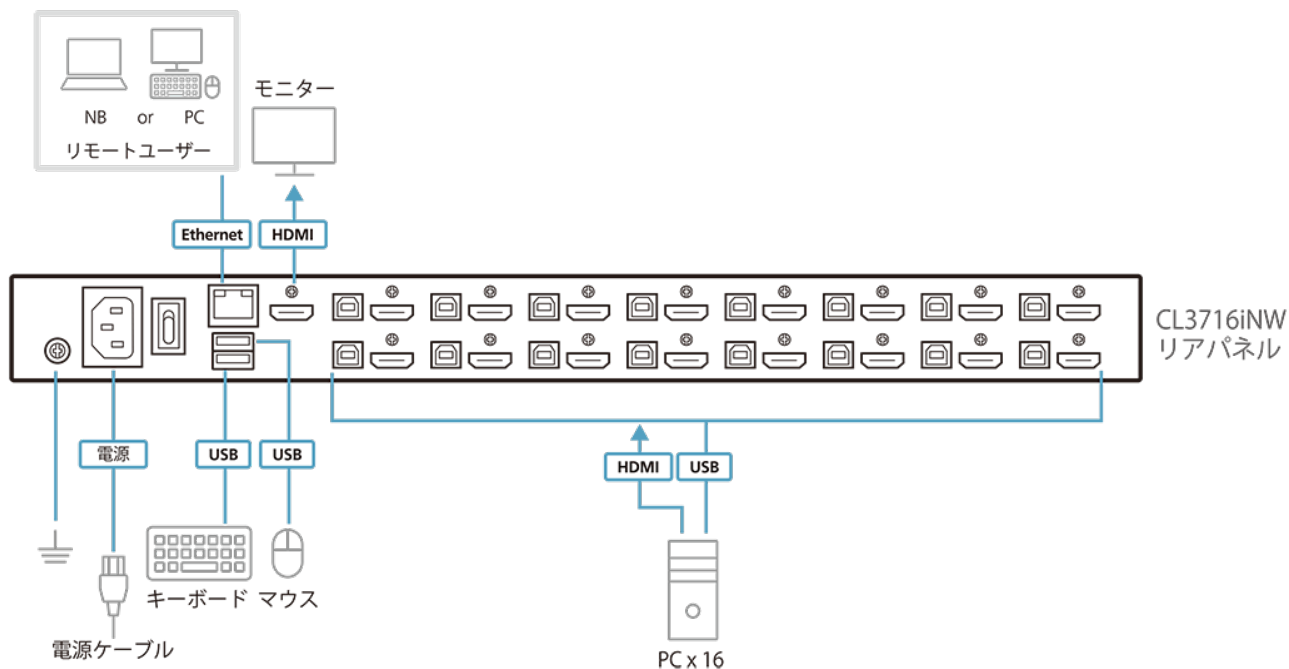 NB or PC
リモートユーザー
モニター
Ethernet
HDMI
CL3716iNW
リアパネル
電源
USB
USB
HDMI
USB
キーボード
マウス
電源ケーブル
PC x 16